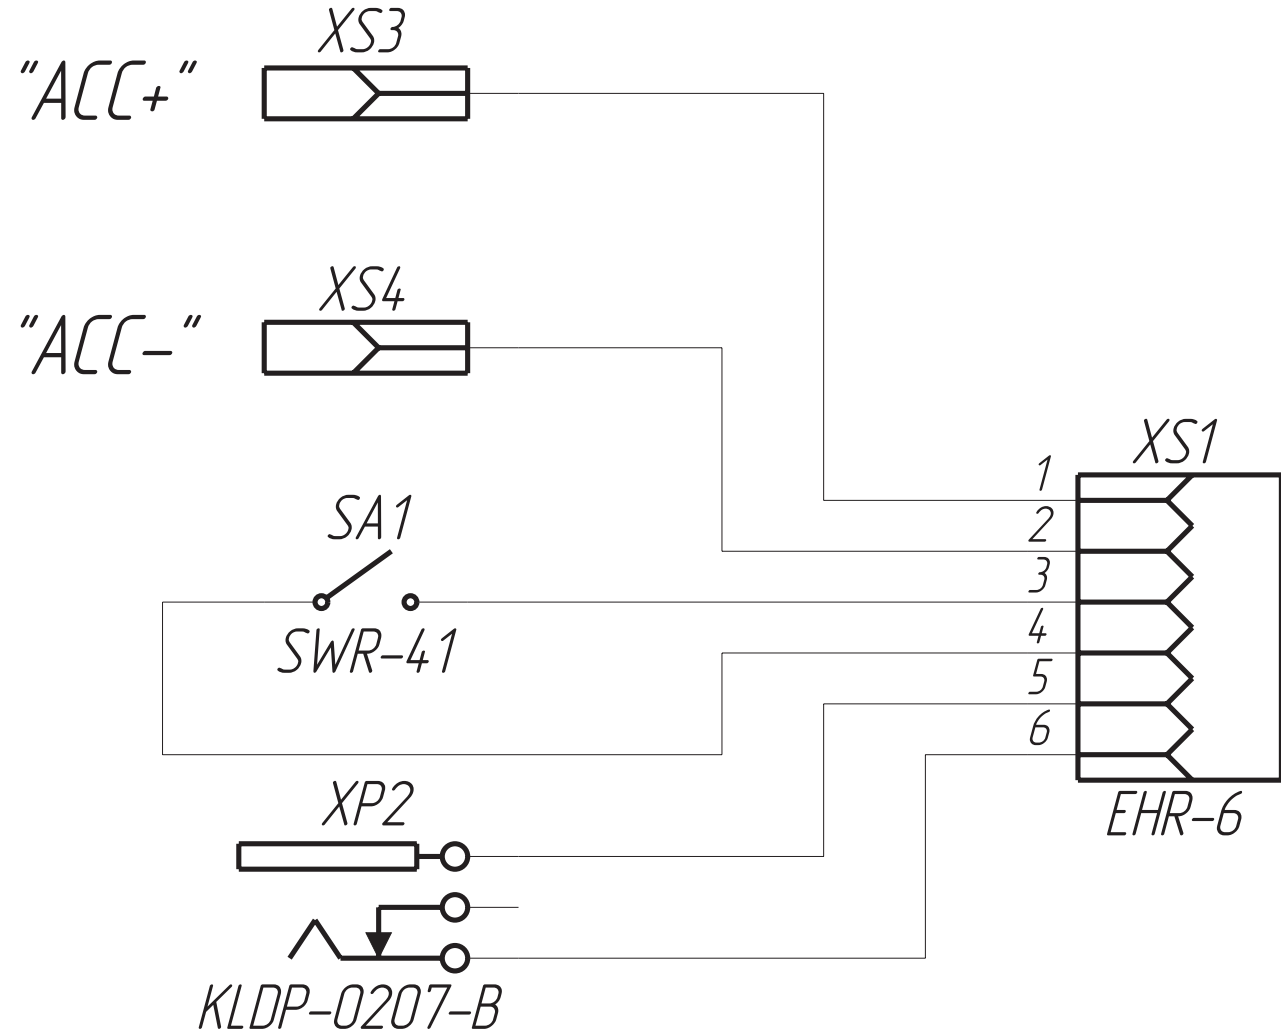 XS3
"ACC+"
XS4
"ACC-"
XS1
1
SA1
2
3
SWR-41
4
5
6
XP2
EHR-6
KLDP-0207-B